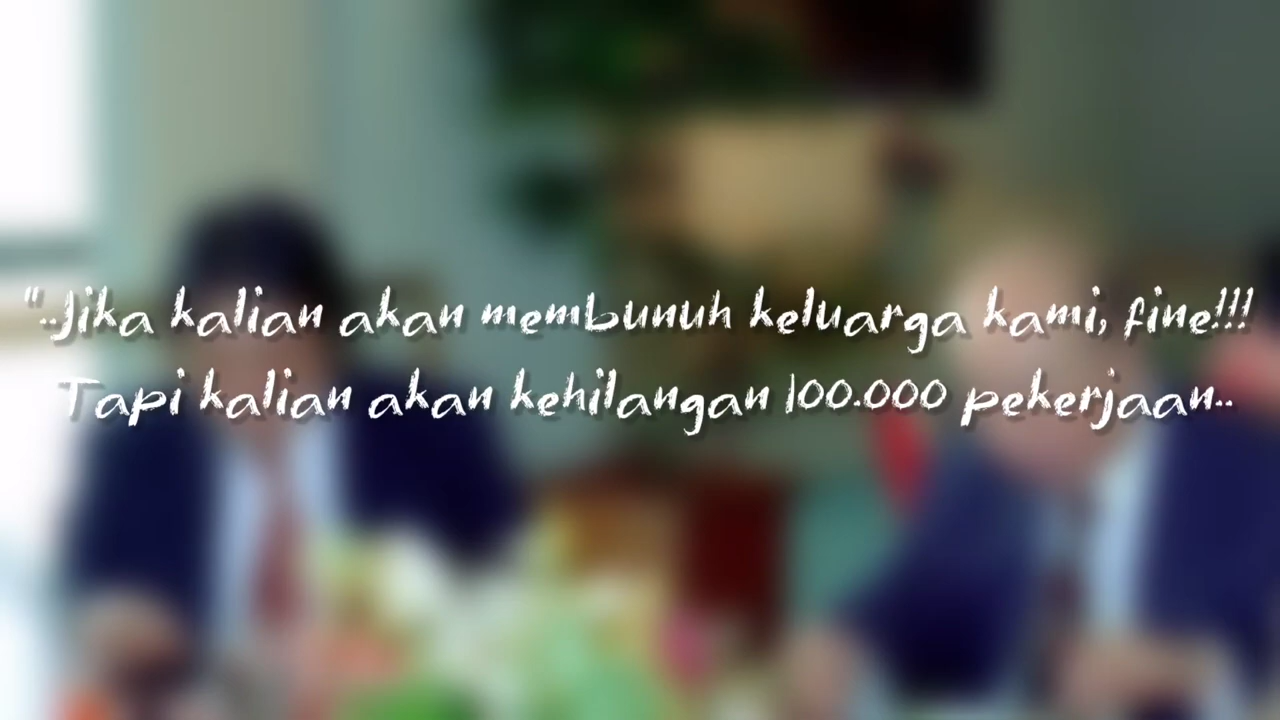 "..Jika kalian akan membunuh keluarga kami, fine!!!
Tapi kalian akan kehilangan 100.000 pekerjaan..